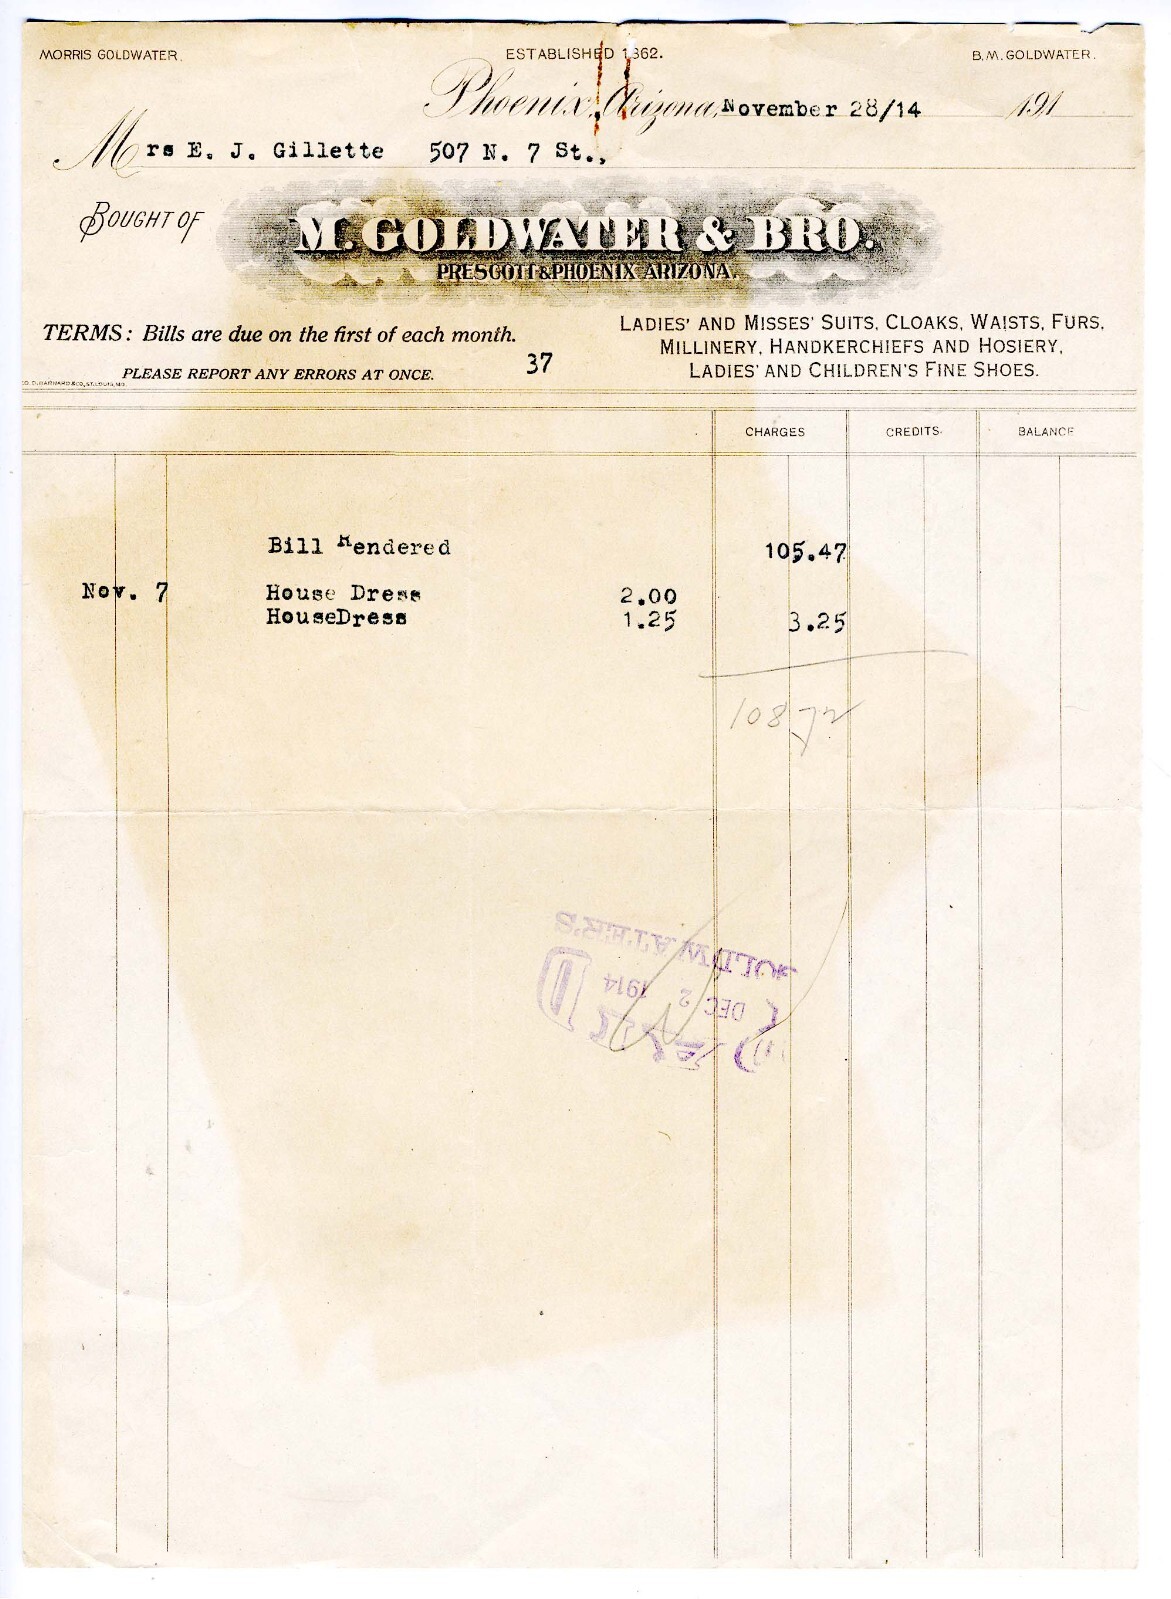 MORRIS GOLDWATER.
ESTABLISHED 1862.
B. M. GOLDWATER.
Phoenix, Arizona, November 28/14 191
Mrs E. J. Gillette 507 N. 7 St.,
BOUGHT OF
M. GOLDWATER & BRO.
PRESCOTT & PHOENIX ARIZONA.
TERMS: Bills are due on the first of each month.
PLEASE REPORT ANY ERRORS AT ONCE.
37
LADIES' AND MISSES' SUITS, CLOAKS, WAISTS, FURS,
MILLINERY, HANDKERCHIEFS AND HOSIERY,
LADIES' AND CHILDREN'S FINE SHOES.
CHARGES CREDITS. BALANCE
Bill Rendered 105.47
Nov. 7 House Dress 2.00
HouseDress 1.25 3.25
108 72
GOLDWATER'S
DEC 2 1914